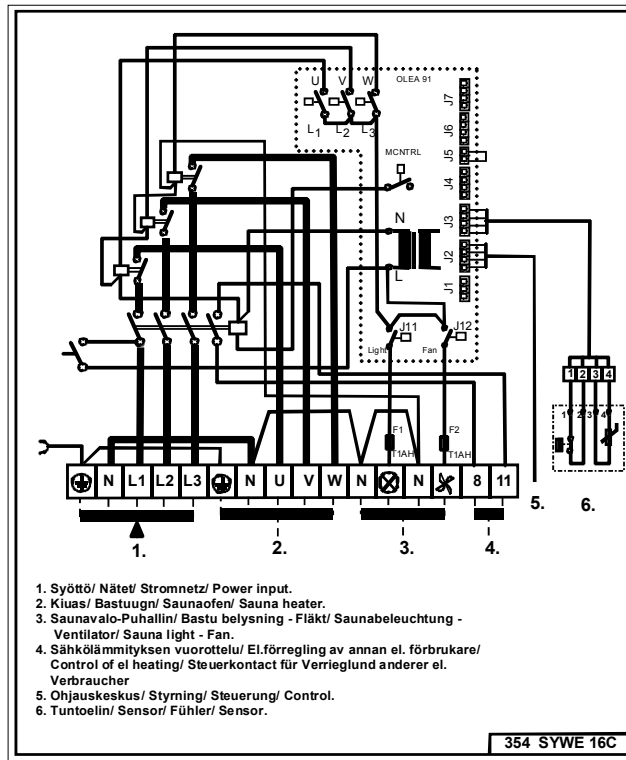 U V W OLEA 91
L1 L2 L3
J7
J6
J5
J4
J3
J2
J1
MCNTRL
N
L
J11 J12
Light Fan
F1 F2
T1AH T1AH
1 2 3 4
1 2 3 4
N L1 L2 L3 N U V W N N 8 11
1. 2. 3. 4. 5. 6.
1. Syöttö/ Nätet/ Stromnetz/ Power input.
2. Kiuas/ Bastuugn/ Saunaofen/ Sauna heater.
3. Saunavalo-Puhallin/ Bastu belysning - Fläkt/ Saunabeleuchtung -
Ventilator/ Sauna light - Fan.
4. Sähkölämmityksen vuorottelu/ El.förregling av annan el. förbrukare/
Control of el heating/ Steuerkontact für Verrieglund anderer el.
Verbraucher
5. Ohjauskeskus/ Styrning/ Steuerung/ Control.
6. Tuntoelin/ Sensor/ Fühler/ Sensor.
354 SYWE 16C